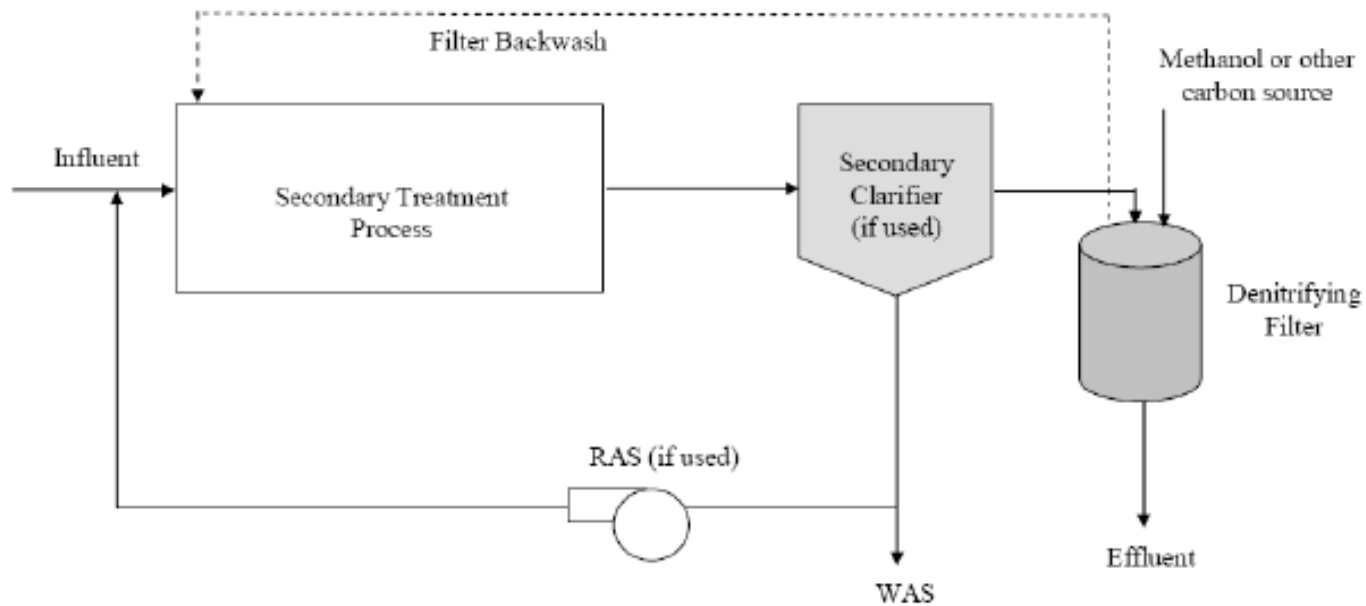 Filter Backwash
Methanol or other
carbon source
Influent
Secondary Treatment
Process
Secondary
Clarifier
(if used)
Denitrifying
Filter
RAS (if used)
Effluent
WAS